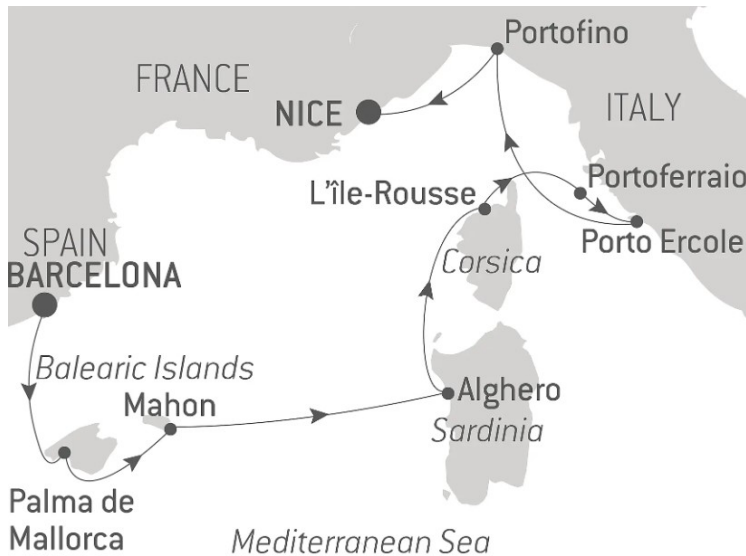 Portofino
FRANCE
ITALY
NICE
Portoferraio
L'île-Rousse
SPAIN
Porto Ercole
Corsica
BARCELONA
Balearic Islands
Mahon
Alghero
Sardinia
Palma de
Mallorca
Mediterranean Sea